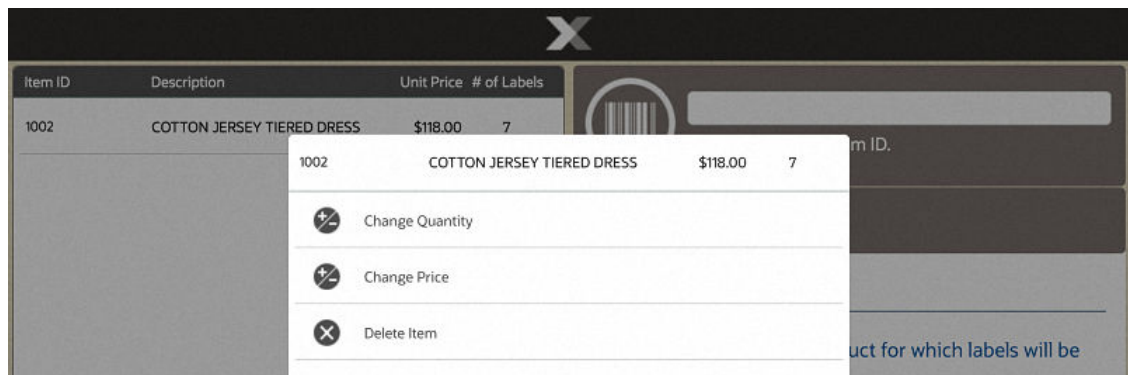 Item ID Description Unit Price # of Labels
1002 COTTON JERSEY TIERED DRESS $118.00 7
m ID.
1002 COTTON JERSEY TIERED DRESS $118.00 7
Change Quantity
Change Price
Delete Item
uct for which labels will be